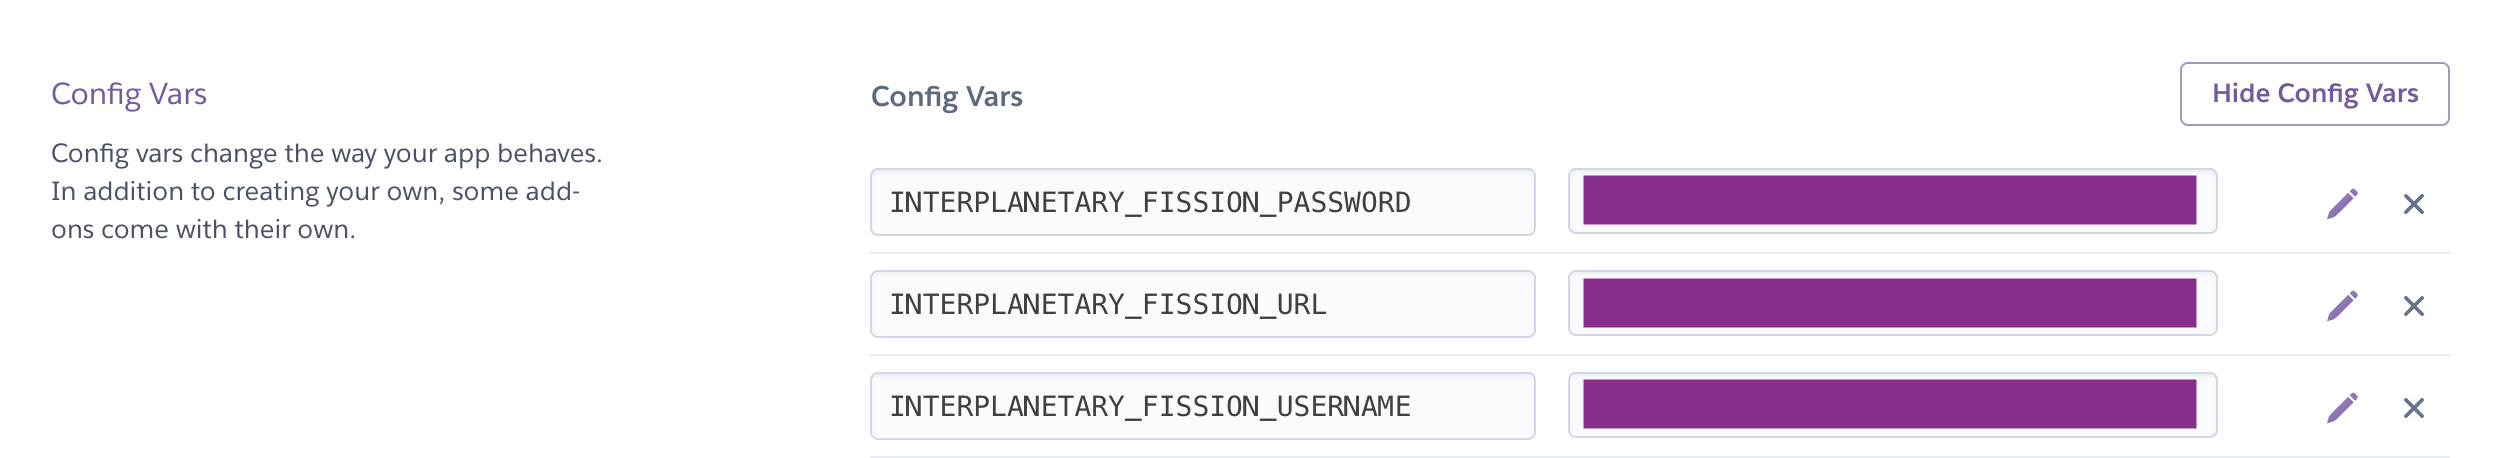 Config Vars
Config vars change the way your app behaves.
In addition to creating your own, some add-
ons come with their own.
Config Vars
Hide Config Vars
INTERPLANETARY_FISSION_PASSWORD
INTERPLANETARY_FISSION_URL
INTERPLANETARY_FISSION_USERNAME